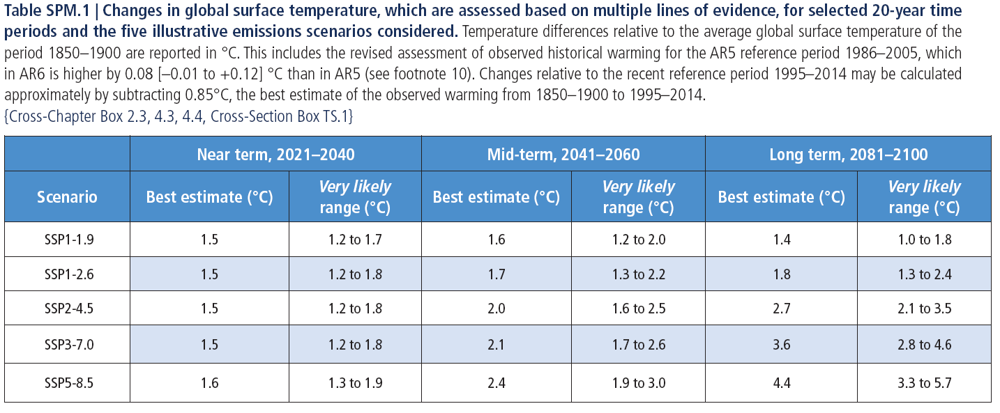 Table SPM.1 | Changes in global surface temperature, which are assessed based on multiple lines of evidence, for selected 20-year time
periods and the five illustrative emissions scenarios considered. Temperature differences relative to the average global surface temperature of the
period 1850–1900 are reported in °C. This includes the revised assessment of observed historical warming for the AR5 reference period 1986–2005, which
in AR6 is higher by 0.08 [–0.01 to +0.12] °C than in AR5 (see footnote 10). Changes relative to the recent reference period 1995–2014 may be calculated
approximately by subtracting 0.85°C, the best estimate of the observed warming from 1850–1900 to 1995–2014.
{Cross-Chapter Box 2.3, 4.3, 4.4, Cross-Section Box TS.1}
Near term, 2021–2040 Mid-term, 2041–2060 Long term, 2081–2100
Scenario Best estimate (°C) Very likely range (°C) Best estimate (°C) Very likely range (°C) Best estimate (°C) Very likely range (°C)
SSP1-1.9 1.5 1.2 to 1.7 1.6 1.2 to 2.0 1.4 1.0 to 1.8
SSP1-2.6 1.5 1.2 to 1.8 1.7 1.3 to 2.2 1.8 1.3 to 2.4
SSP2-4.5 1.5 1.2 to 1.8 2.0 1.6 to 2.5 2.7 2.1 to 3.5
SSP3-7.0 1.5 1.2 to 1.8 2.1 1.7 to 2.6 3.6 2.8 to 4.6
SSP5-8.5 1.6 1.3 to 1.9 2.4 1.9 to 3.0 4.4 3.3 to 5.7